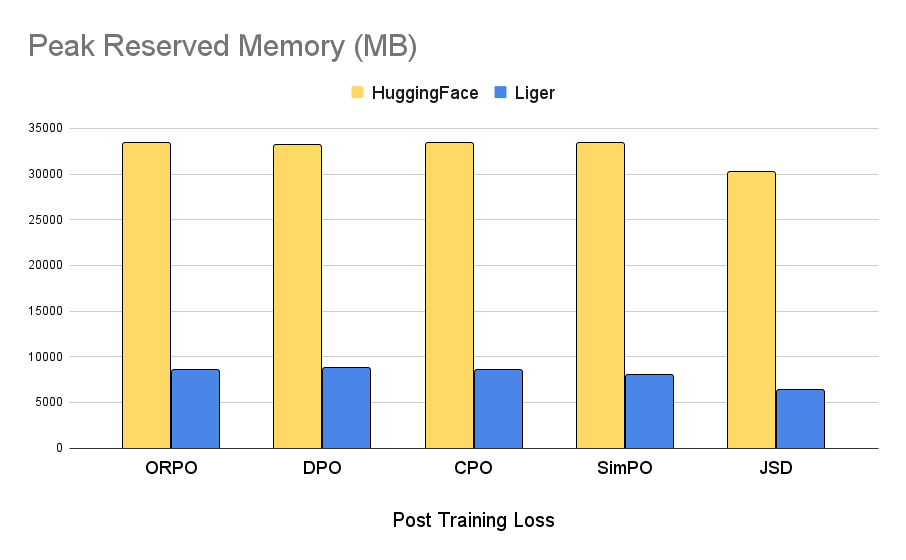 Peak Reserved Memory (MB)
HuggingFace Liger
35000
30000
25000
20000
15000
10000
5000
0
ORPO DPO CPO SimPO JSD
Post Training Loss